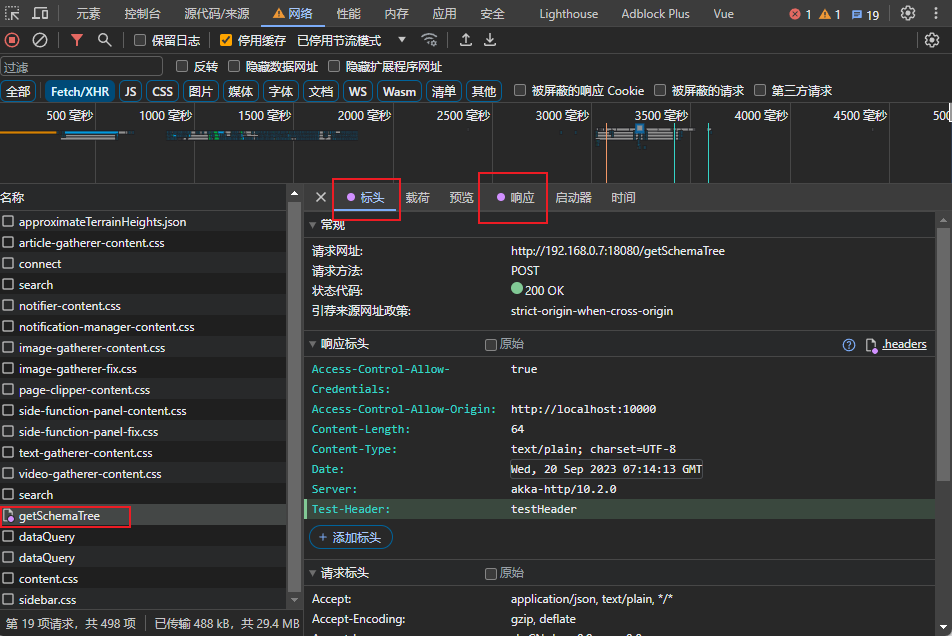 元素 控制台 源代码/来源 网络 性能 内存 应用 安全 Lighthouse Adblock Plus Vue 1 1 19
保留日志 停用缓存 已停用节流模式
过滤 反转 隐藏数据网址 隐藏扩展程序网址
全部 Fetch/XHR JS CSS 图片 媒体 字体 文档 WS Wasm 清单 其他 被屏蔽的响应 Cookie 被屏蔽的请求 第三方请求
500 毫秒 1000 毫秒 1500 毫秒 2000 毫秒 2500 毫秒 3000 毫秒 3500 毫秒 4000 毫秒 4500 毫秒 500
名称
approximateTerrainHeights.json
article-gatherer-content.css
connect
search
notifier-content.css
notification-manager-content.css
image-gatherer-content.css
image-gatherer-fix.css
page-clipper-content.css
side-function-panel-content.css
side-function-panel-fix.css
text-gatherer-content.css
video-gatherer-content.css
search
getSchemaTree
dataQuery
dataQuery
content.css
sidebar.css
第 19 项请求，共 498 项 已传输 488 kB，共 29.4 MB
标头 载荷 预览 响应 启动器 时间
常规
请求网址: http://192.168.0.7:18080/getSchemaTree
请求方法: POST
状态代码: 200 OK
引荐来源网址政策: strict-origin-when-cross-origin
响应标头 原始 .headers
Access-Control-Allow- true
Credentials:
Access-Control-Allow-Origin: http://localhost:10000
Content-Length: 64
Content-Type: text/plain; charset=UTF-8
Date: Wed, 20 Sep 2023 07:14:13 GMT
Server: akka-http/10.2.0
Test-Header: testHeader
+ 添加标头
请求标头 原始
Accept: application/json, text/plain, */*
Accept-Encoding: gzip, deflate